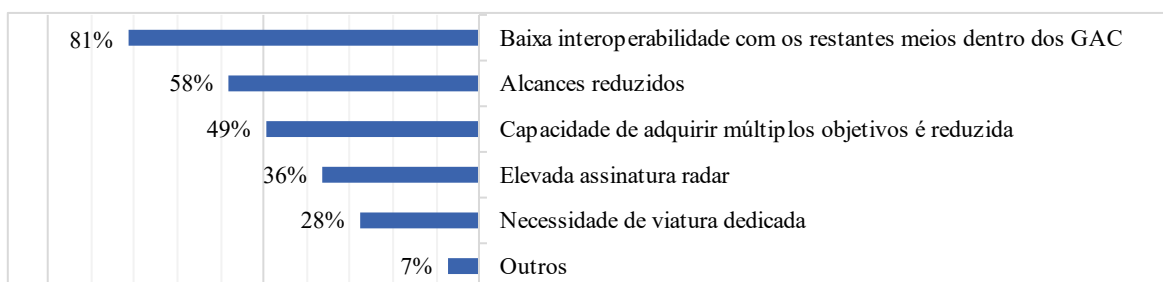 81% Baixa interoperabilidade com os restantes meios dentro dos GAC
58% Alcances reduzidos
49% Capacidade de adquirir múltiplos objetivos é reduzida
36% Elevada assinatura radar
28% Necessidade de viatura dedicada
7% Outros